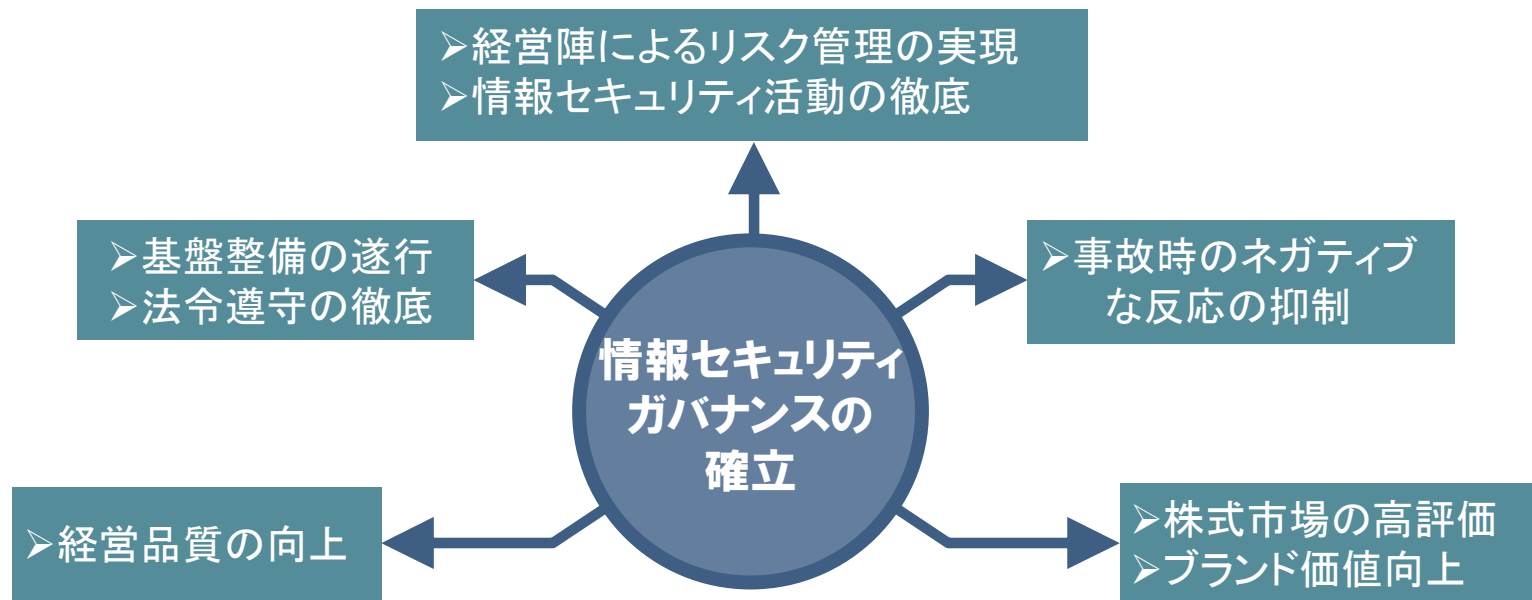 ➢経営陣によるリスク管理の実現
➢情報セキュリティ活動の徹底
➢基盤整備の遂行
➢法令遵守の徹底
➢事故時のネガティブ
な反応の抑制
情報セキュリティ
ガバナンスの
確立
➢経営品質の向上
➢株式市場の高評価
➢ブランド価値向上